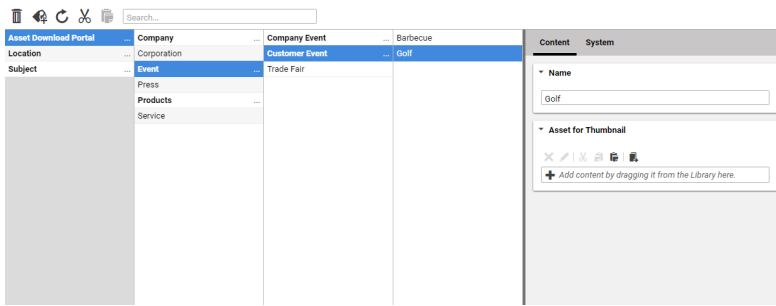 Search...
Asset Download Portal ...
Location ...
Subject ...
Company ...
Corporation
Event ...
Press
Products ...
Service
Company Event ...
Customer Event ...
Trade Fair
Barbecue
Golf
Content System
Name
Golf
Asset for Thumbnail
Add content by dragging it from the Library here.